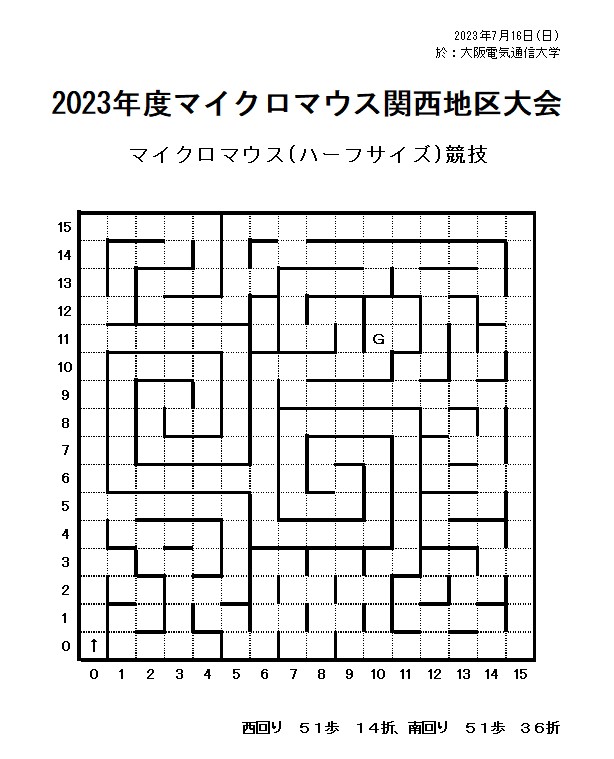 2023年7月16日(日)
於：大阪電気通信大学
2023年度マイクロマウス関西地区大会
マイクロマウス(ハーフサイズ)競技
15
14
13
12
11 G
10
9
8
7
6
5
4
3
2
1
0 ↑
0 1 2 3 4 5 6 7 8 9 10 11 12 13 14 15
西回り　５１歩　１４折、南回り　５１歩　３６折